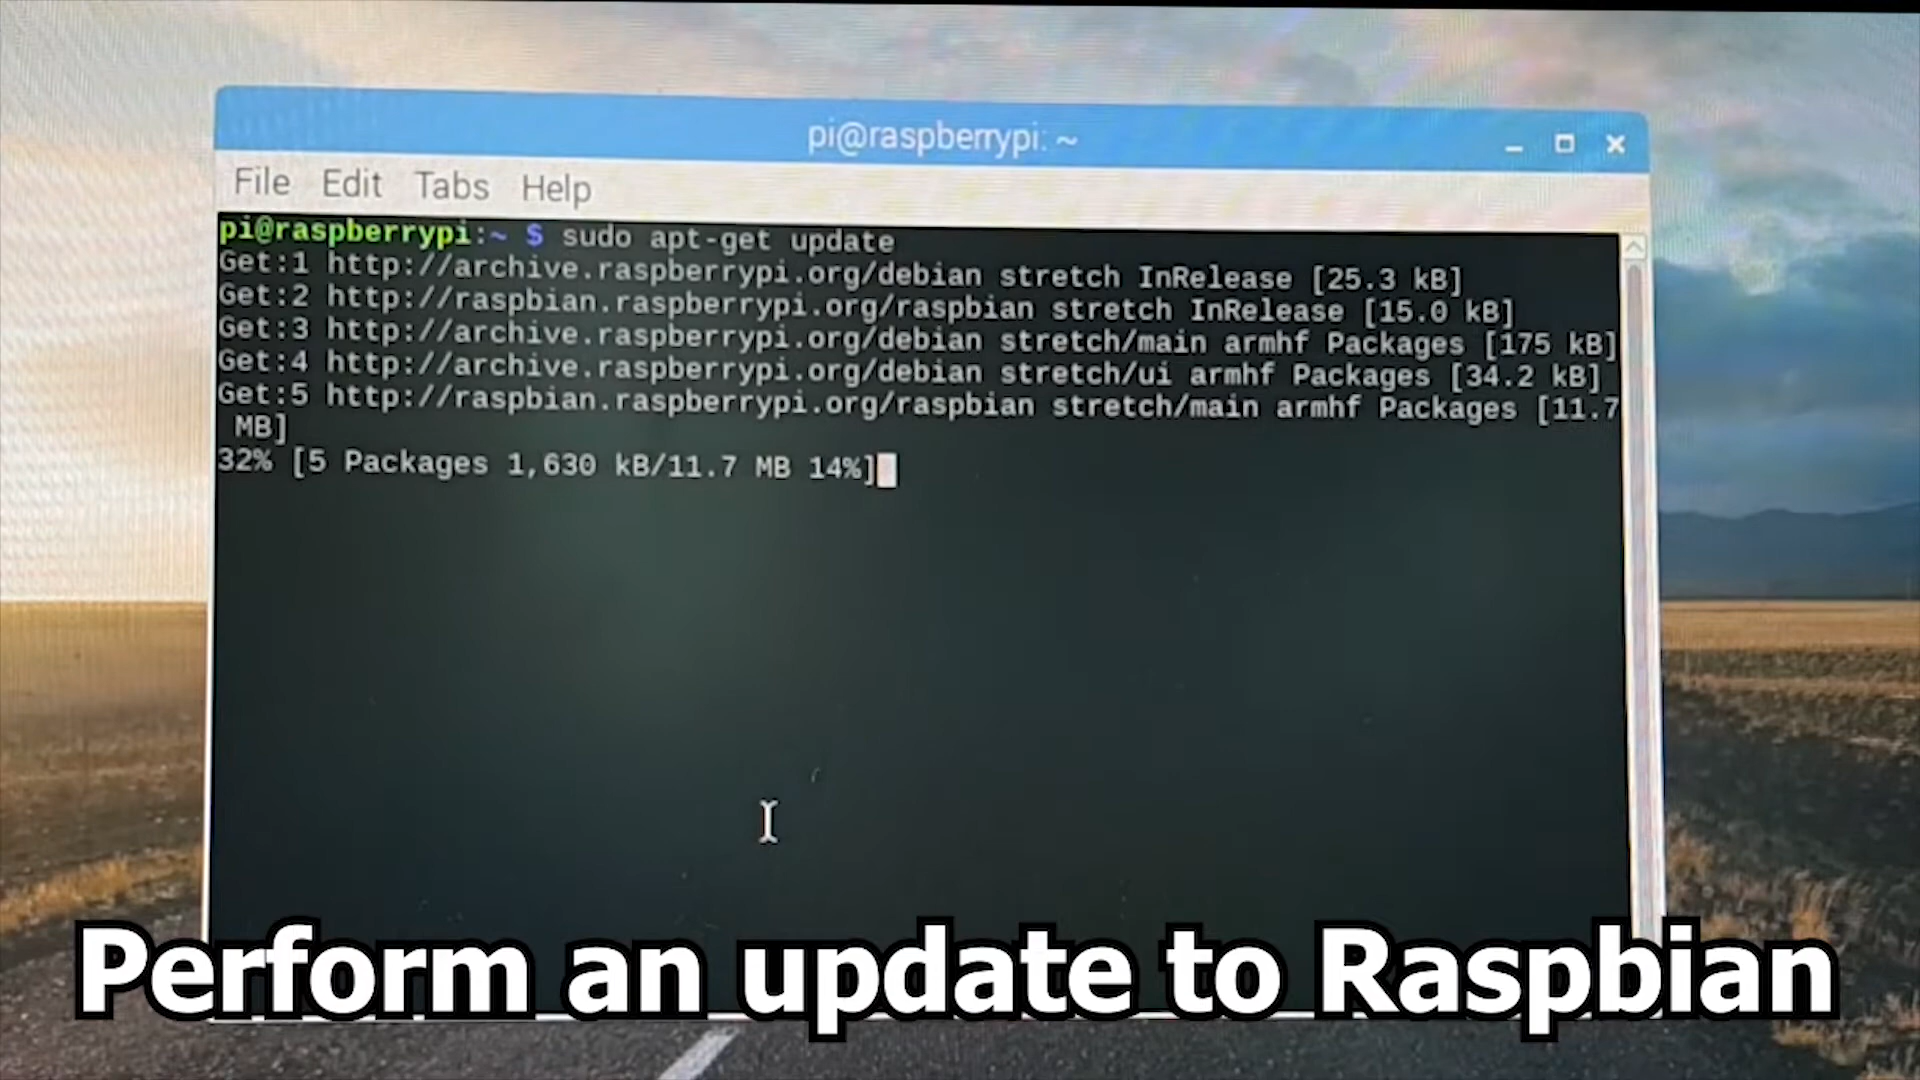 pi@raspberrypi: ~
File Edit Tabs Help
pi@raspberrypi:~ $ sudo apt-get update
Get:1 http://archive.raspberrypi.org/debian stretch InRelease [25.3 kB]
Get:2 http://raspbian.raspberrypi.org/raspbian stretch InRelease [15.0 kB]
Get:3 http://archive.raspberrypi.org/debian stretch/main armhf Packages [175 kB]
Get:4 http://archive.raspberrypi.org/debian stretch/ui armhf Packages [34.2 kB]
Get:5 http://raspbian.raspberrypi.org/raspbian stretch/main armhf Packages [11.7
 MB]
32% [5 Packages 1,630 kB/11.7 MB 14%]
Perform an update to Raspbian